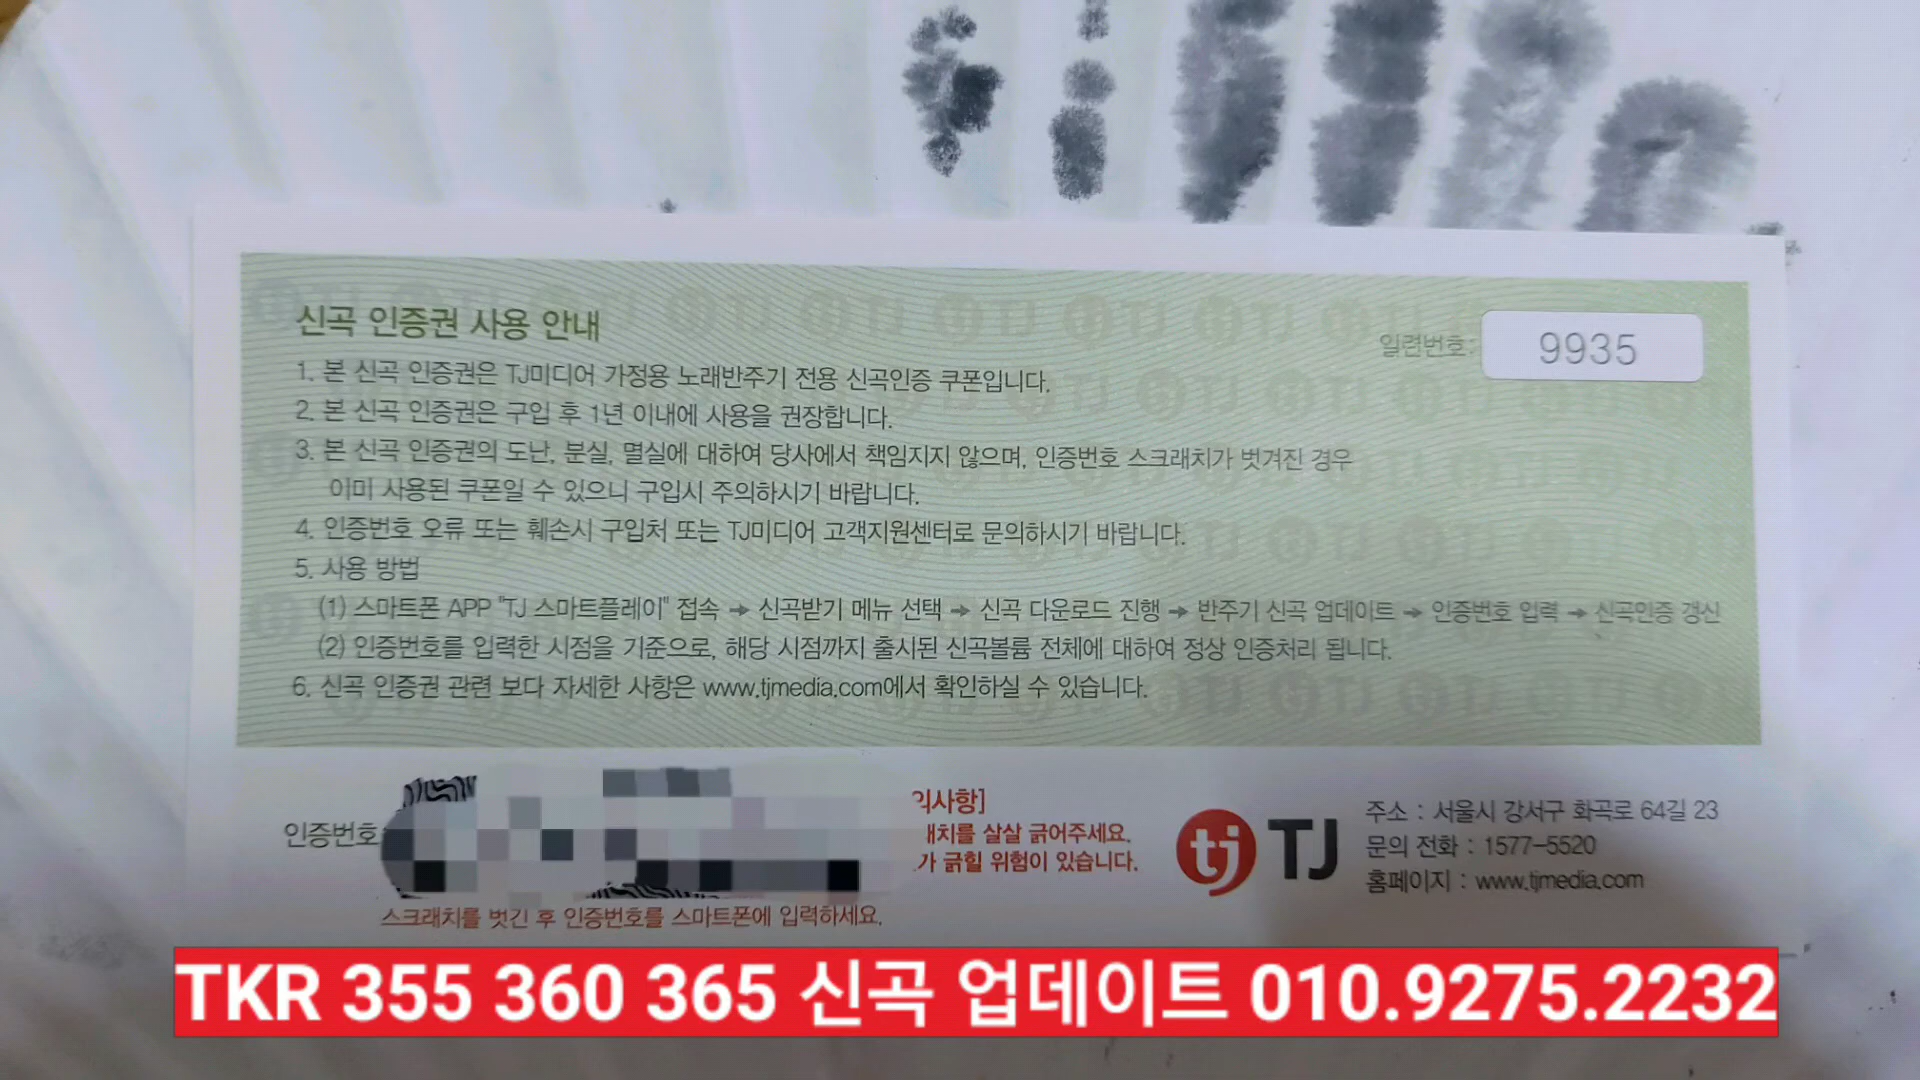 신곡 인증권 사용 안내
일련번호: 9935
1. 본 신곡 인증권은 TJ미디어 가정용 노래반주기 전용 신곡인증 쿠폰입니다.
2. 본 신곡 인증권은 구입 후 1년 이내에 사용을 권장합니다.
3. 본 신곡 인증권의 도난, 분실, 멸실에 대하여 당사에서 책임지지 않으며, 인증번호 스크래치가 벗겨진 경우
이미 사용된 쿠폰일 수 있으니 구입시 주의하시기 바랍니다.
4. 인증번호 오류 또는 훼손시 구입처 또는 TJ미디어 고객지원센터로 문의하시기 바랍니다.
5. 사용 방법
(1) 스마트폰 APP "TJ 스마트플레이" 접속 → 신곡받기 메뉴 선택 → 신곡 다운로드 진행 → 반주기 신곡 업데이트 → 인증번호 입력 → 신곡인증 갱신
(2) 인증번호를 입력한 시점을 기준으로, 해당 시점까지 출시된 신곡볼륨 전체에 대하여 정상 인증처리 됩니다.
6. 신곡 인증권 관련 보다 자세한 사항은 www.tjmedia.com에서 확인하실 수 있습니다.
인증번호
의사항]
래치를 살살 긁어주세요.
가 긁힐 위험이 있습니다.
스크래치를 벗긴 후 인증번호를 스마트폰에 입력하세요.
tj TJ
주소 : 서울시 강서구 화곡로 64길 23
문의 전화 : 1577-5520
홈페이지 : www.tjmedia.com
TKR 355 360 365 신곡 업데이트 010.9275.2232